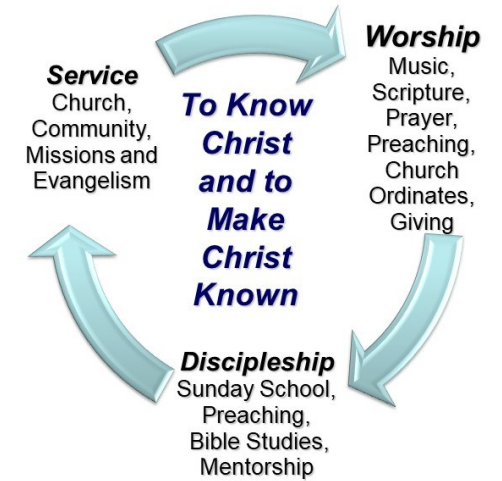 Service
Church,
Community,
Missions and
Evangelism
To Know
Christ
and to
Make
Christ
Known
Worship
Music,
Scripture,
Prayer,
Preaching,
Church
Ordinates,
Giving
Discipleship
Sunday School,
Preaching,
Bible Studies,
Mentorship